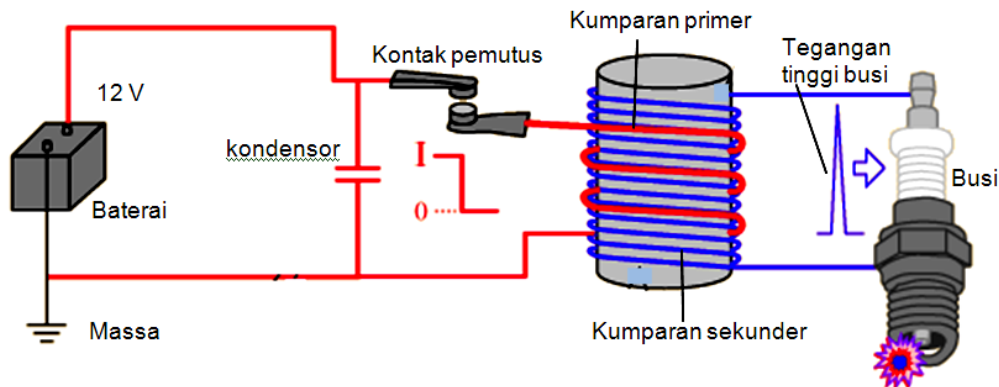 Kumparan primer
Kontak pemutus
Tegangan
tinggi busi
12 V
kondensor
I
0
Baterai
Busi
Massa
Kumparan sekunder